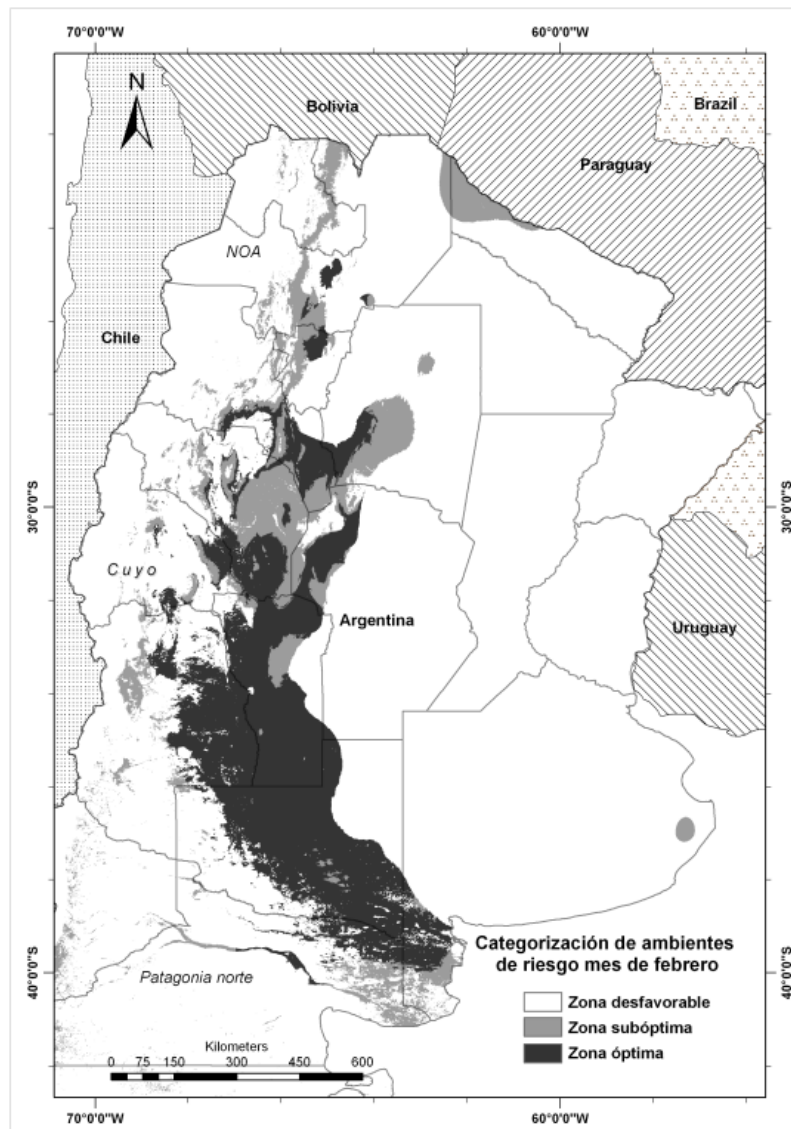 70°0'0"W
60°0'0"W
N
Bolivia
Brazil
Paraguay
NOA
Chile
30°0'0"S
30°0'0"S
Cuyo
Argentina
Uruguay
Categorización de ambientes
de riesgo mes de febrero
40°0'0"S
40°0'0"S
Patagonia norte
Zona desfavorable
Zona subóptima
Zona óptima
Kilometers
0 75 150 300 450 600
70°0'0"W
60°0'0"W